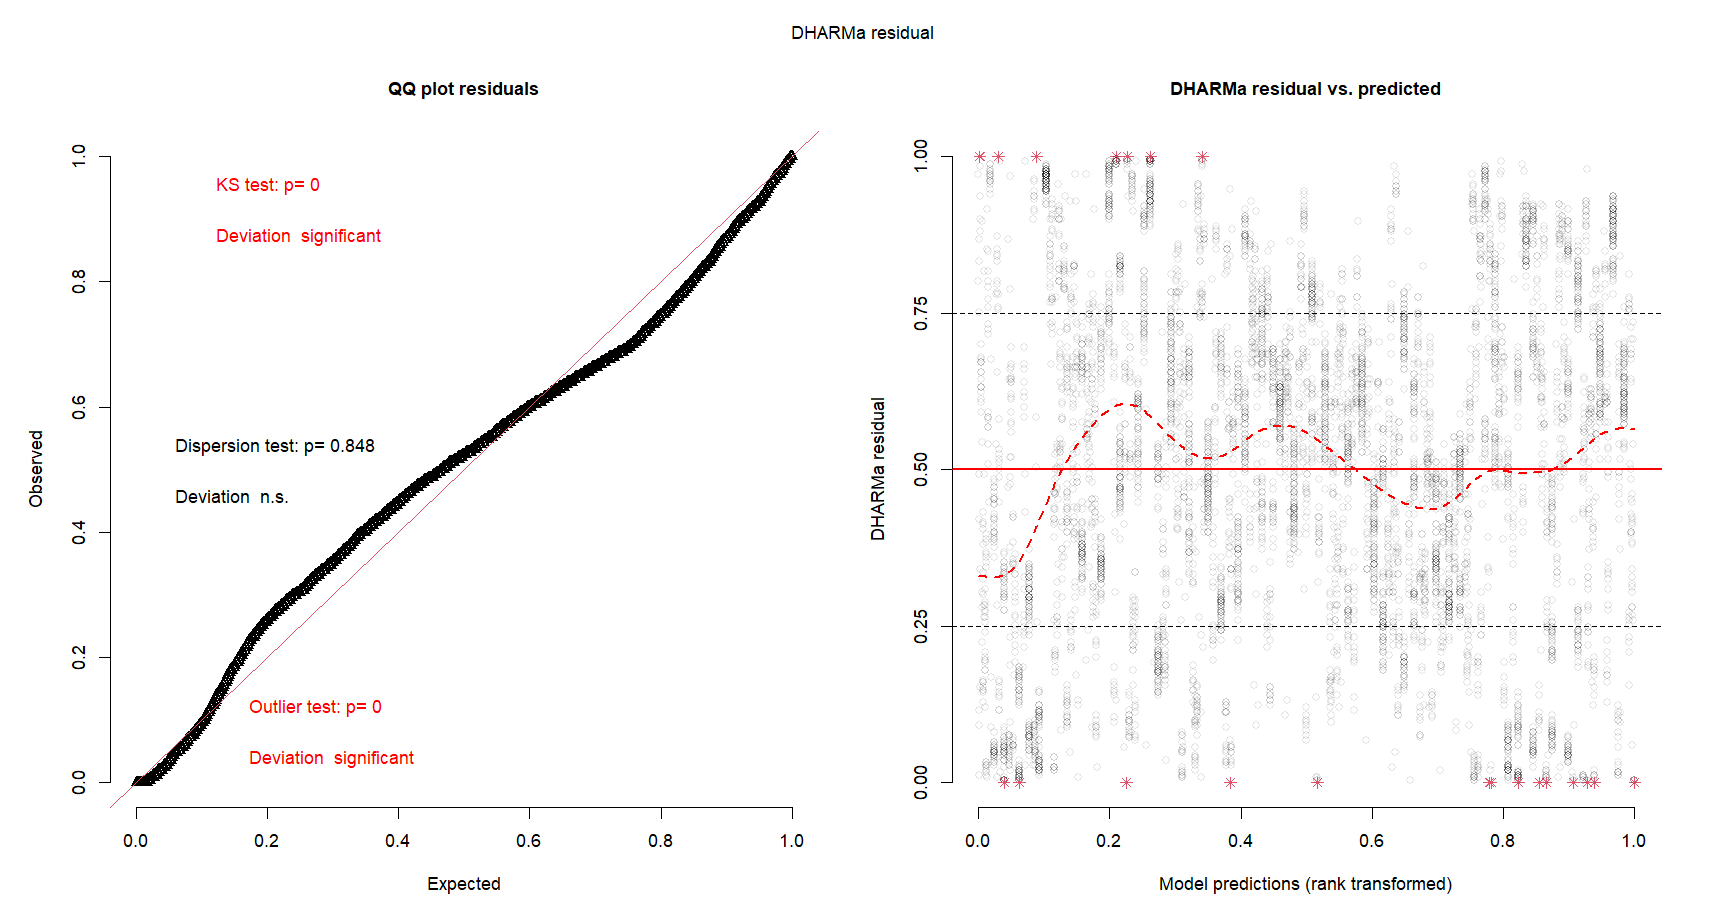 DHARMa residual
QQ plot residuals
KS test: p= 0
Deviation  significant
Dispersion test: p= 0.848
Deviation  n.s.
Outlier test: p= 0
Deviation  significant
Observed
1.0
0.8
0.6
0.4
0.2
0.0
0.0 0.2 0.4 0.6 0.8 1.0
Expected
DHARMa residual vs. predicted
DHARMa residual
1.00
0.75
0.50
0.25
0.00
0.0 0.2 0.4 0.6 0.8 1.0
Model predictions (rank transformed)